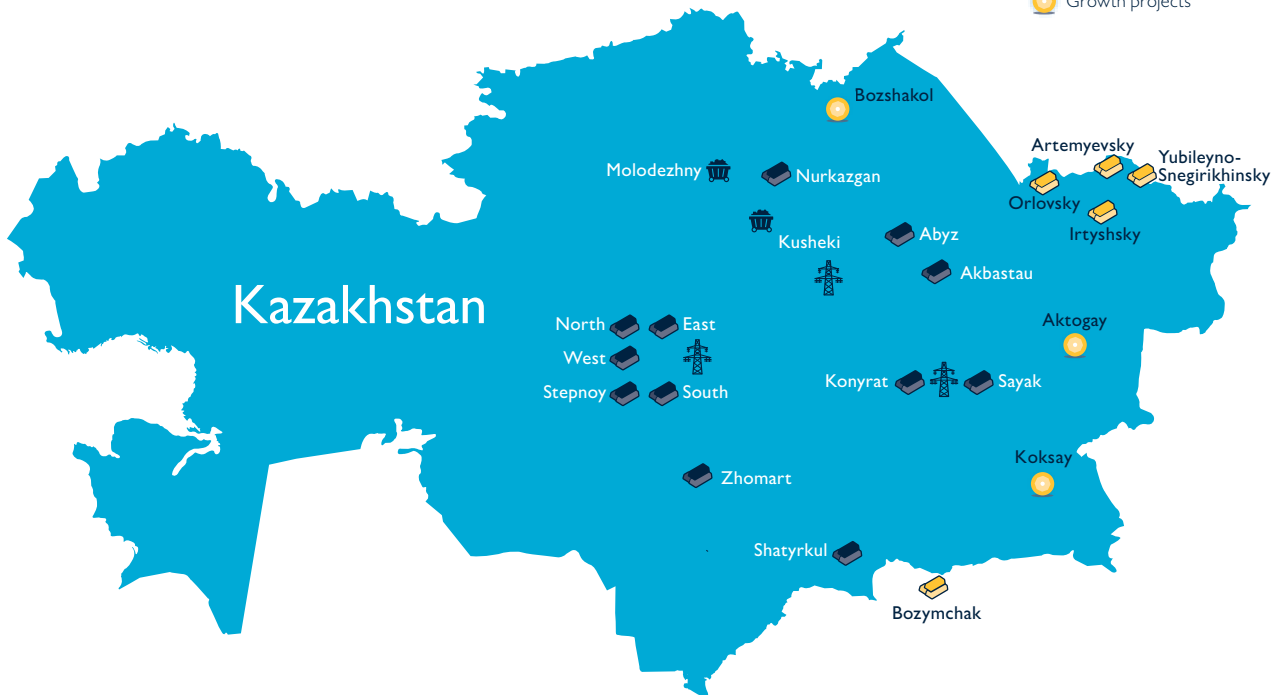 Growth projects
Bozshakol
Artemyevsky
Yubileyno-
Snegirikhinsky
Molodezhny
Nurkazgan
Orlovsky
Irtyshsky
Kusheki
Abyz
Akbastau
Kazakhstan
North
East
Aktogay
West
Konyrat
Sayak
Stepnoy
South
Koksay
Zhomart
Shatyrkul
Bozymchak